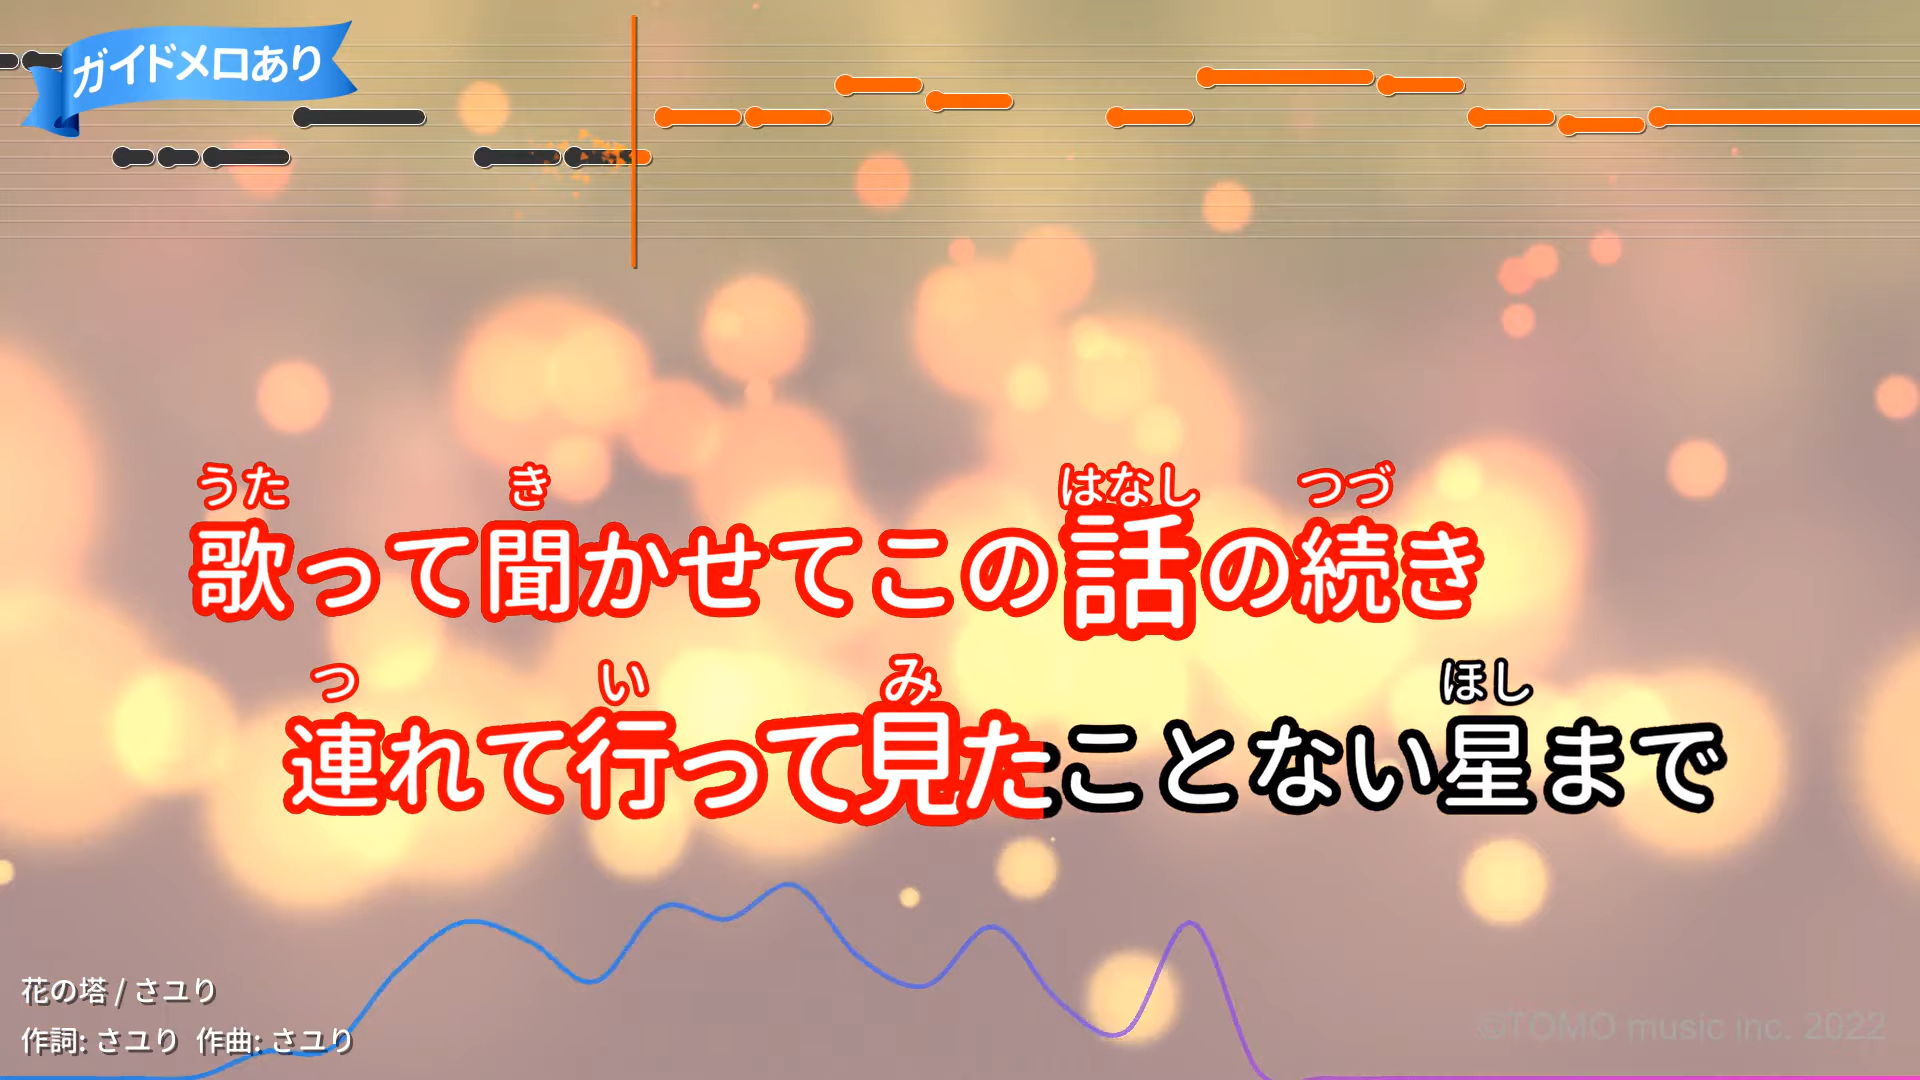 ガイドメロあり
うた き はなし つづ
歌って聞かせてこの話の続き
つ い み ほし
連れて行って見たことない星まで
花の塔 / さユり
作詞: さユり 作曲: さユり
©TOMO music inc. 2022